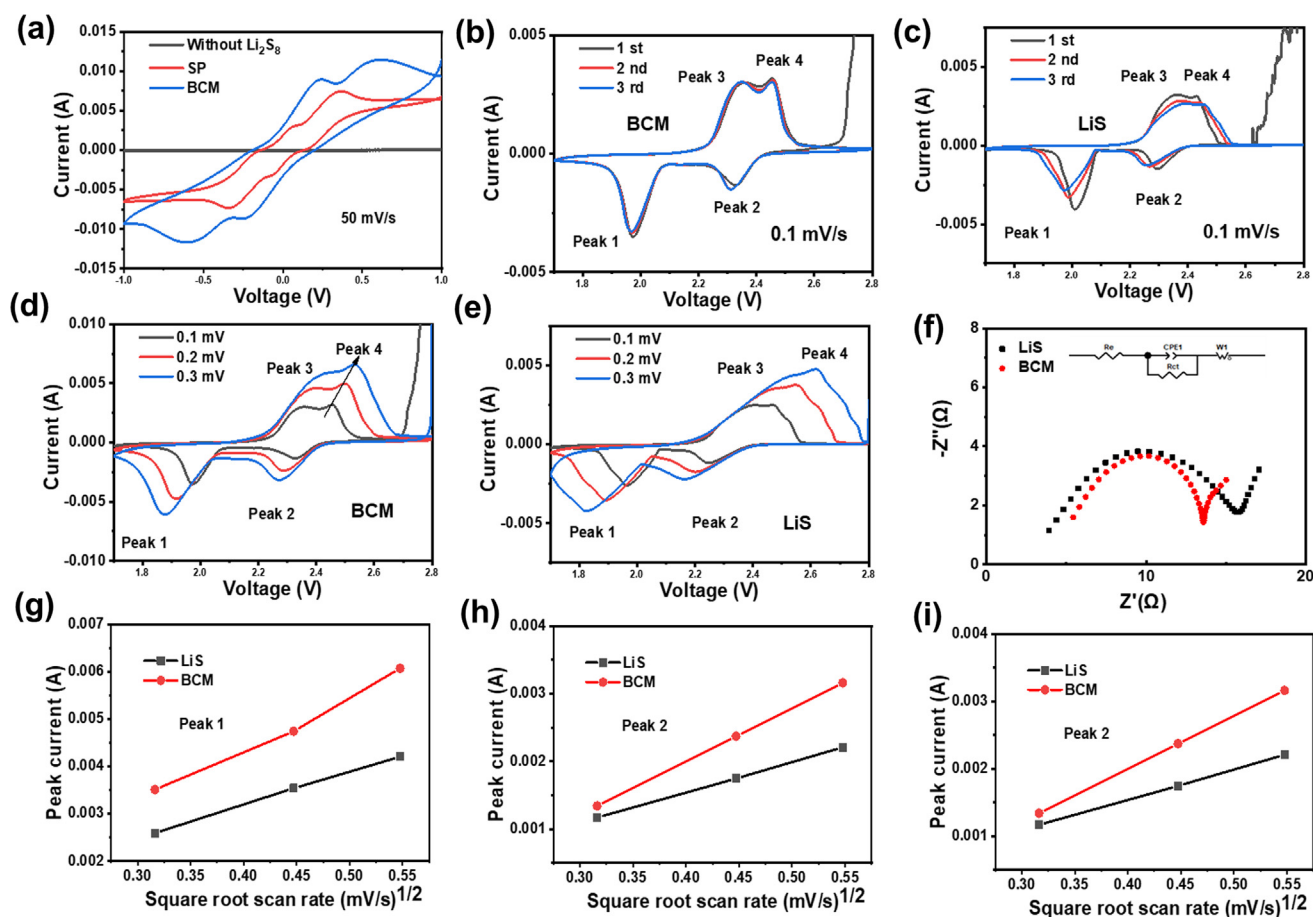 (a)
Without Li₂S₈
SP
BCM
50 mV/s
Current (A)
0.015
0.010
0.005
0.000
-0.005
-0.010
-0.015
-1.0 -0.5 0.0 0.5 1.0
Voltage (V)
(b)
1 st
2 nd
3 rd
Peak 3
Peak 4
BCM
Peak 2
Peak 1
0.1 mV/s
Current (A)
0.005
0.000
-0.005
1.8 2.0 2.2 2.4 2.6 2.8
Voltage (V)
(c)
1 st
2 nd
3 rd
Peak 3
Peak 4
LiS
Peak 2
Peak 1
0.1 mV/s
Current (A)
0.005
0.000
-0.005
1.8 2.0 2.2 2.4 2.6 2.8
Voltage (V)
(d)
0.1 mV
0.2 mV
0.3 mV
Peak 3
Peak 4
Peak 2
BCM
Peak 1
Current (A)
0.010
0.005
0.000
-0.005
-0.010
1.8 2.0 2.2 2.4 2.6 2.8
Voltage (V)
(e)
0.1 mV
0.2 mV
0.3 mV
Peak 3
Peak 4
Peak 1
Peak 2
LiS
Current (A)
0.005
0.000
-0.005
1.8 2.0 2.2 2.4 2.6 2.8
Voltage (V)
(f)
LiS
BCM
Re
CPE1
W1
Rct
-Z''(Ω)
8
6
4
2
0
0 10 20
Z'(Ω)
(g)
LiS
BCM
Peak 1
Peak current (A)
0.007
0.006
0.005
0.004
0.003
0.002
0.30 0.35 0.40 0.45 0.50 0.55
Square root scan rate (mV/s)1/2
(h)
LiS
BCM
Peak 2
Peak current (A)
0.004
0.003
0.002
0.001
0.30 0.35 0.40 0.45 0.50 0.55
Square root scan rate (mV/s)1/2
(i)
LiS
BCM
Peak 2
Peak current (A)
0.004
0.003
0.002
0.001
0.30 0.35 0.40 0.45 0.50 0.55
Square root scan rate (mV/s)1/2